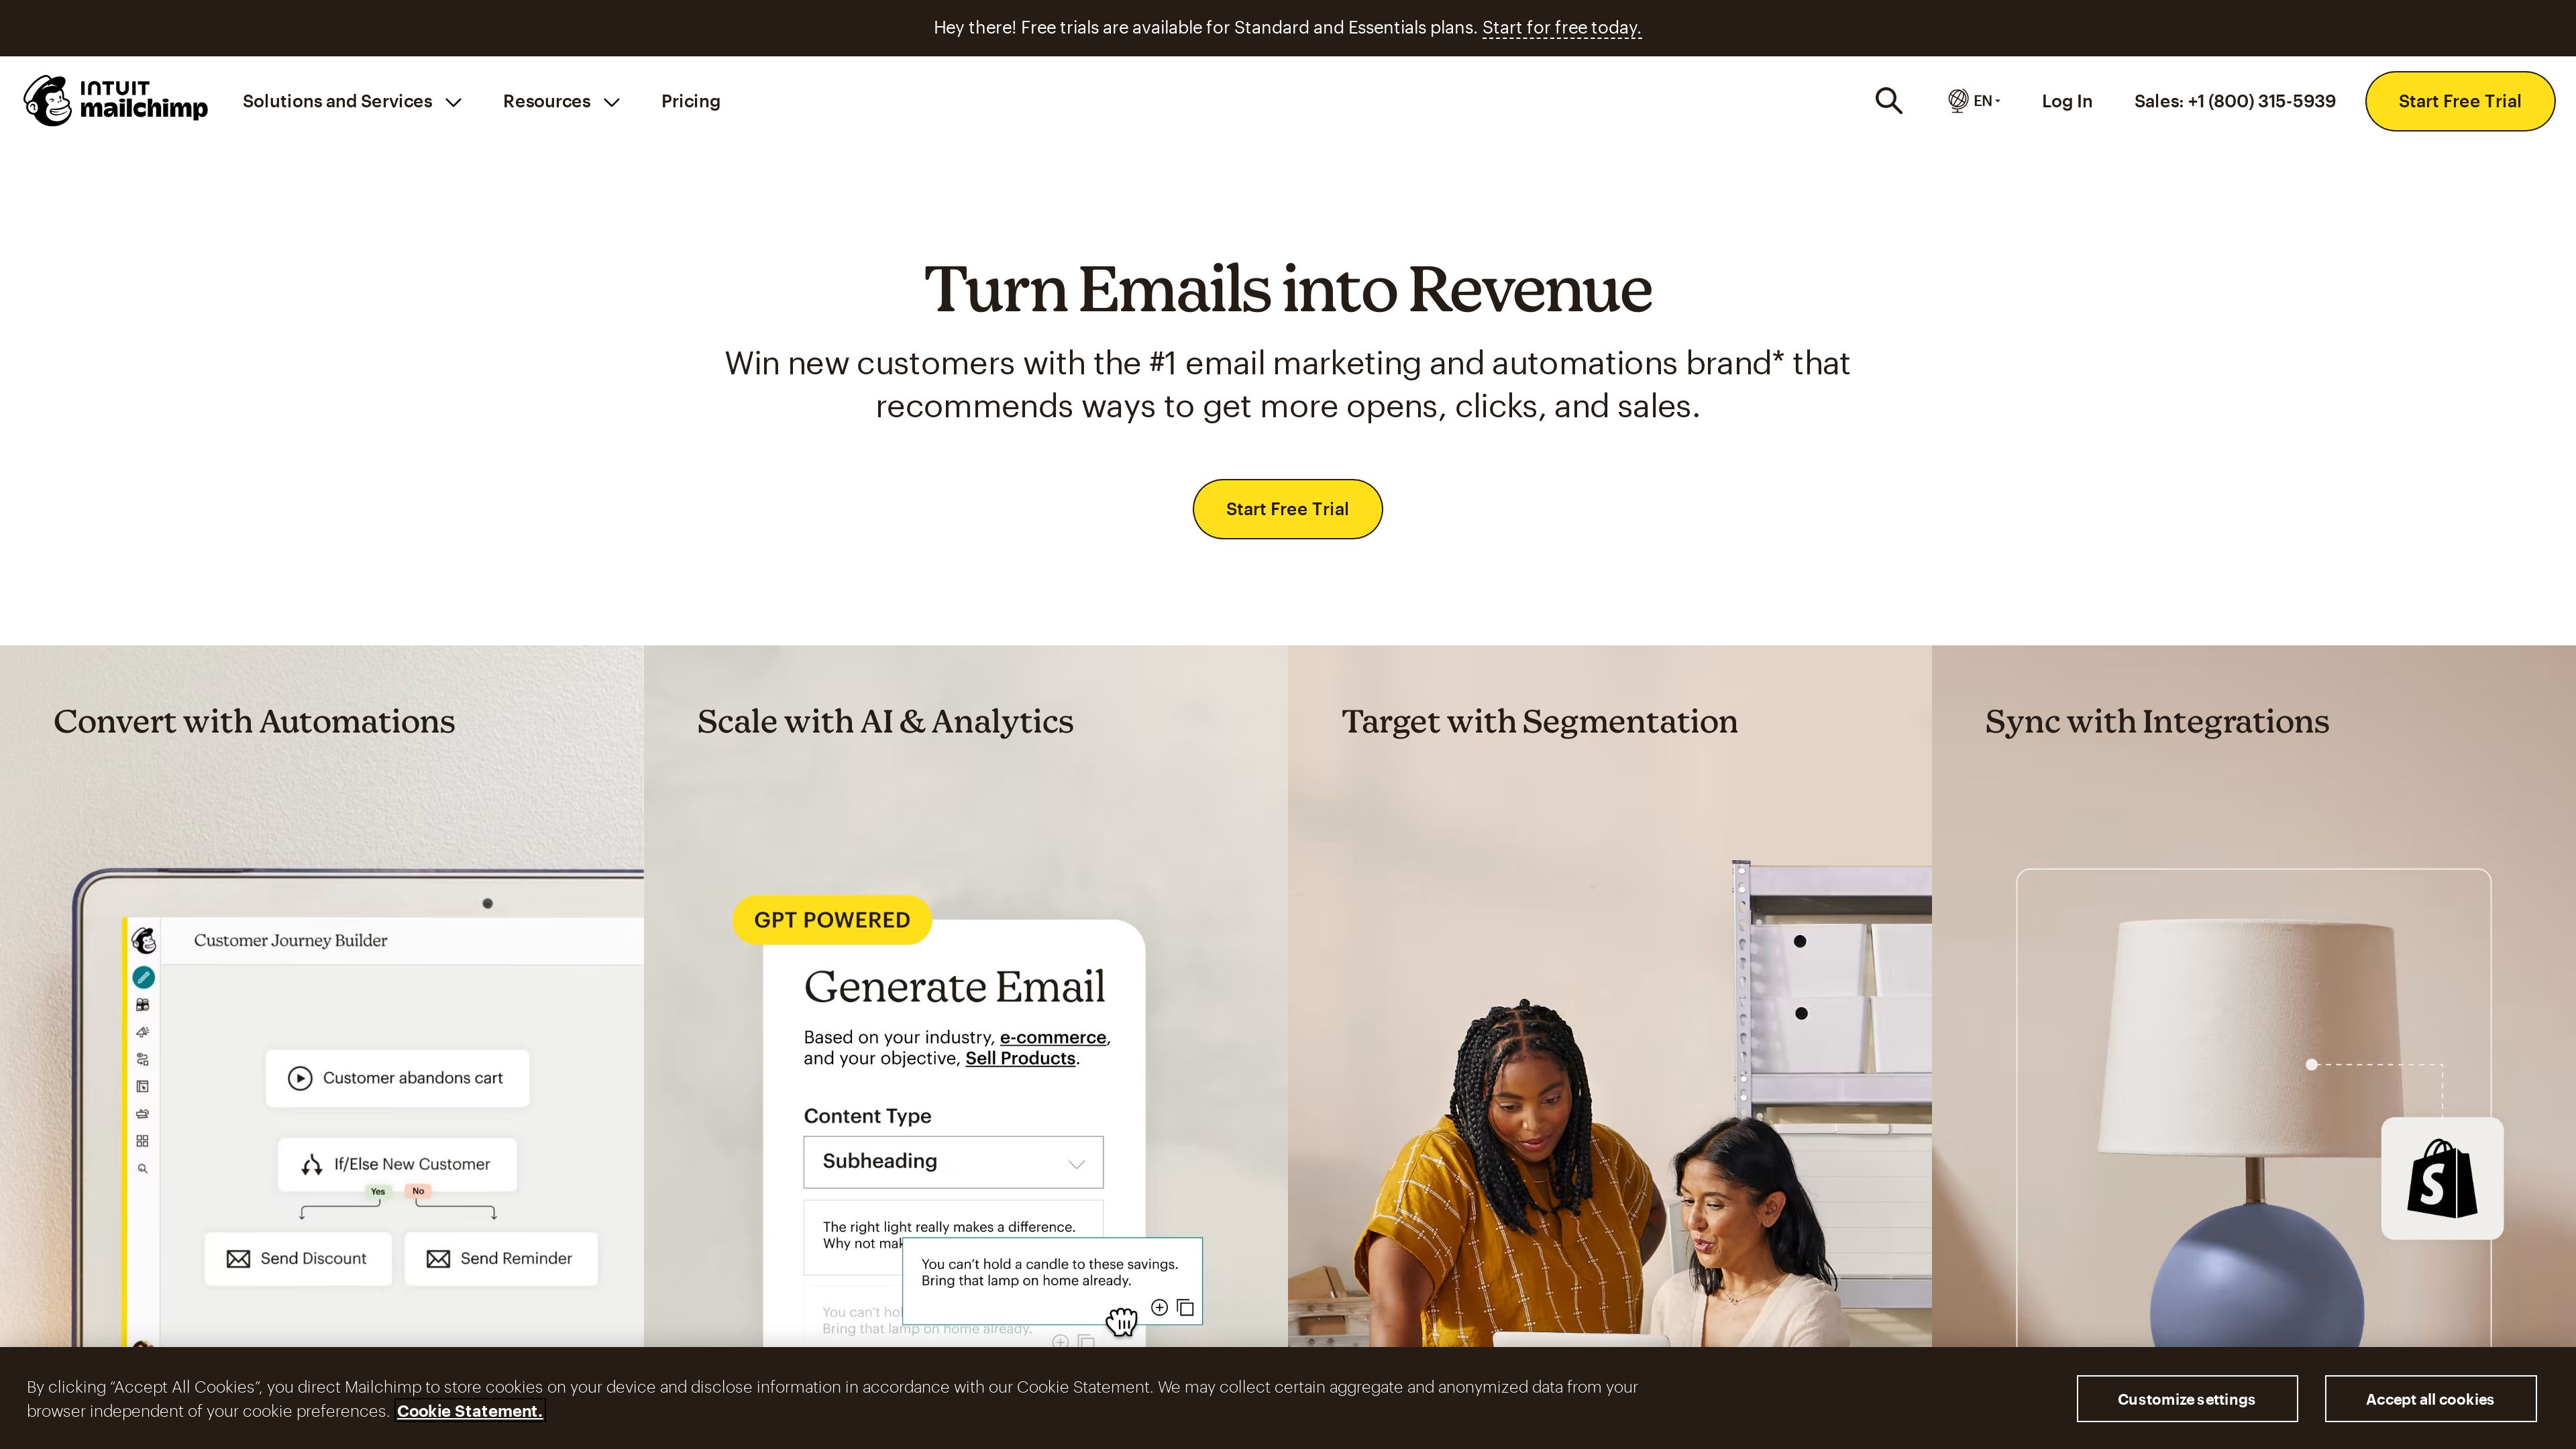 Hey there! Free trials are available for Standard and Essentials plans. Start for free today.
INTUIT
mailchimp
Solutions and Services
Resources
Pricing
EN
Log In
Sales: +1 (800) 315-5939
Start Free Trial
Turn Emails into Revenue
Win new customers with the #1 email marketing and automations brand* that
recommends ways to get more opens, clicks, and sales.
Start Free Trial
Convert with Automations
Customer Journey Builder
Customer abandons cart
If/Else New Customer
Yes
No
Send Discount
Send Reminder
Scale with AI & Analytics
GPT POWERED
Generate Email
Based on your industry, e-commerce,
and your objective, Sell Products.
Content Type
Subheading
The right light really makes a difference.
Why not mak
You can't hold a candle to these savings.
Bring that lamp on home already.
You can't hol
Bring that lamp on home already.
Target with Segmentation
Sync with Integrations
S
By clicking “Accept All Cookies”, you direct Mailchimp to store cookies on your device and disclose information in accordance with our Cookie Statement. We may collect certain aggregate and anonymized data from your
browser independent of your cookie preferences. Cookie Statement.
Customize settings
Accept all cookies